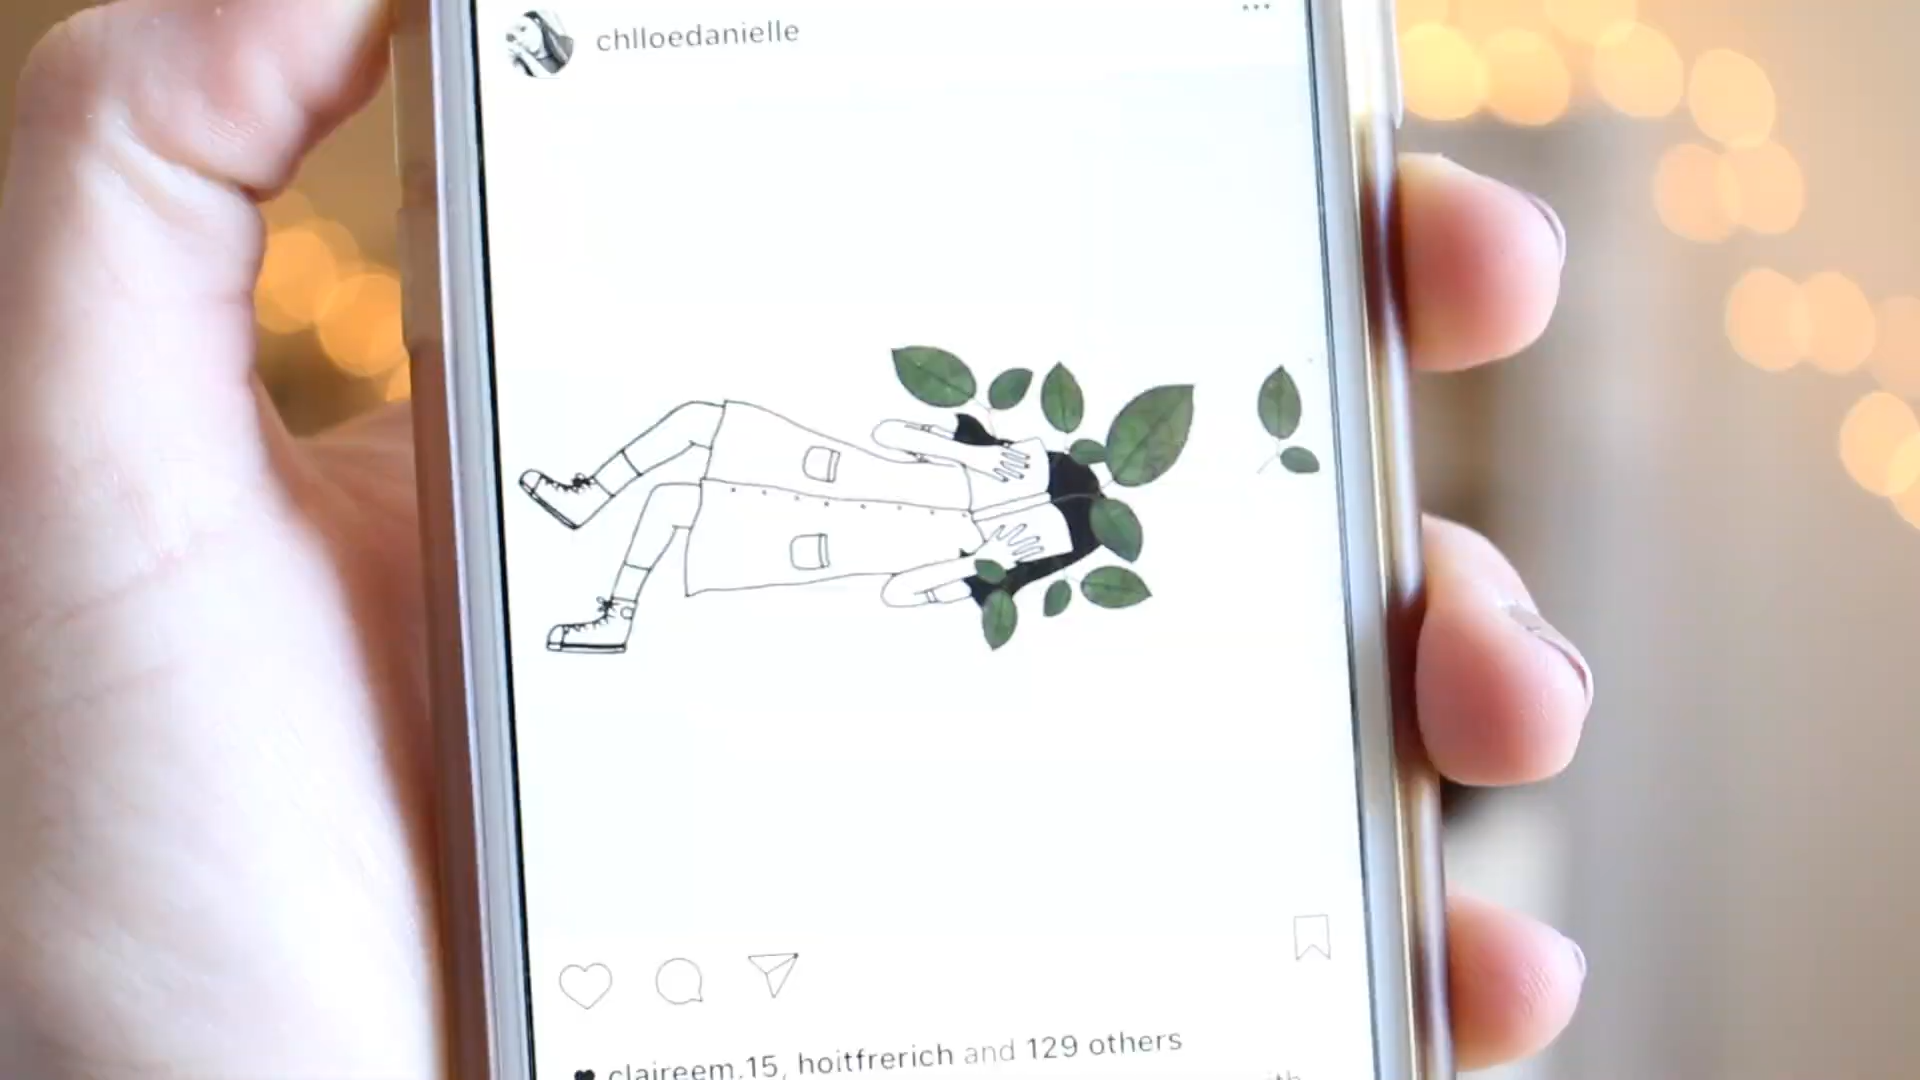 chlloedanielle
claireem.15, hoitfrerich and 129 others